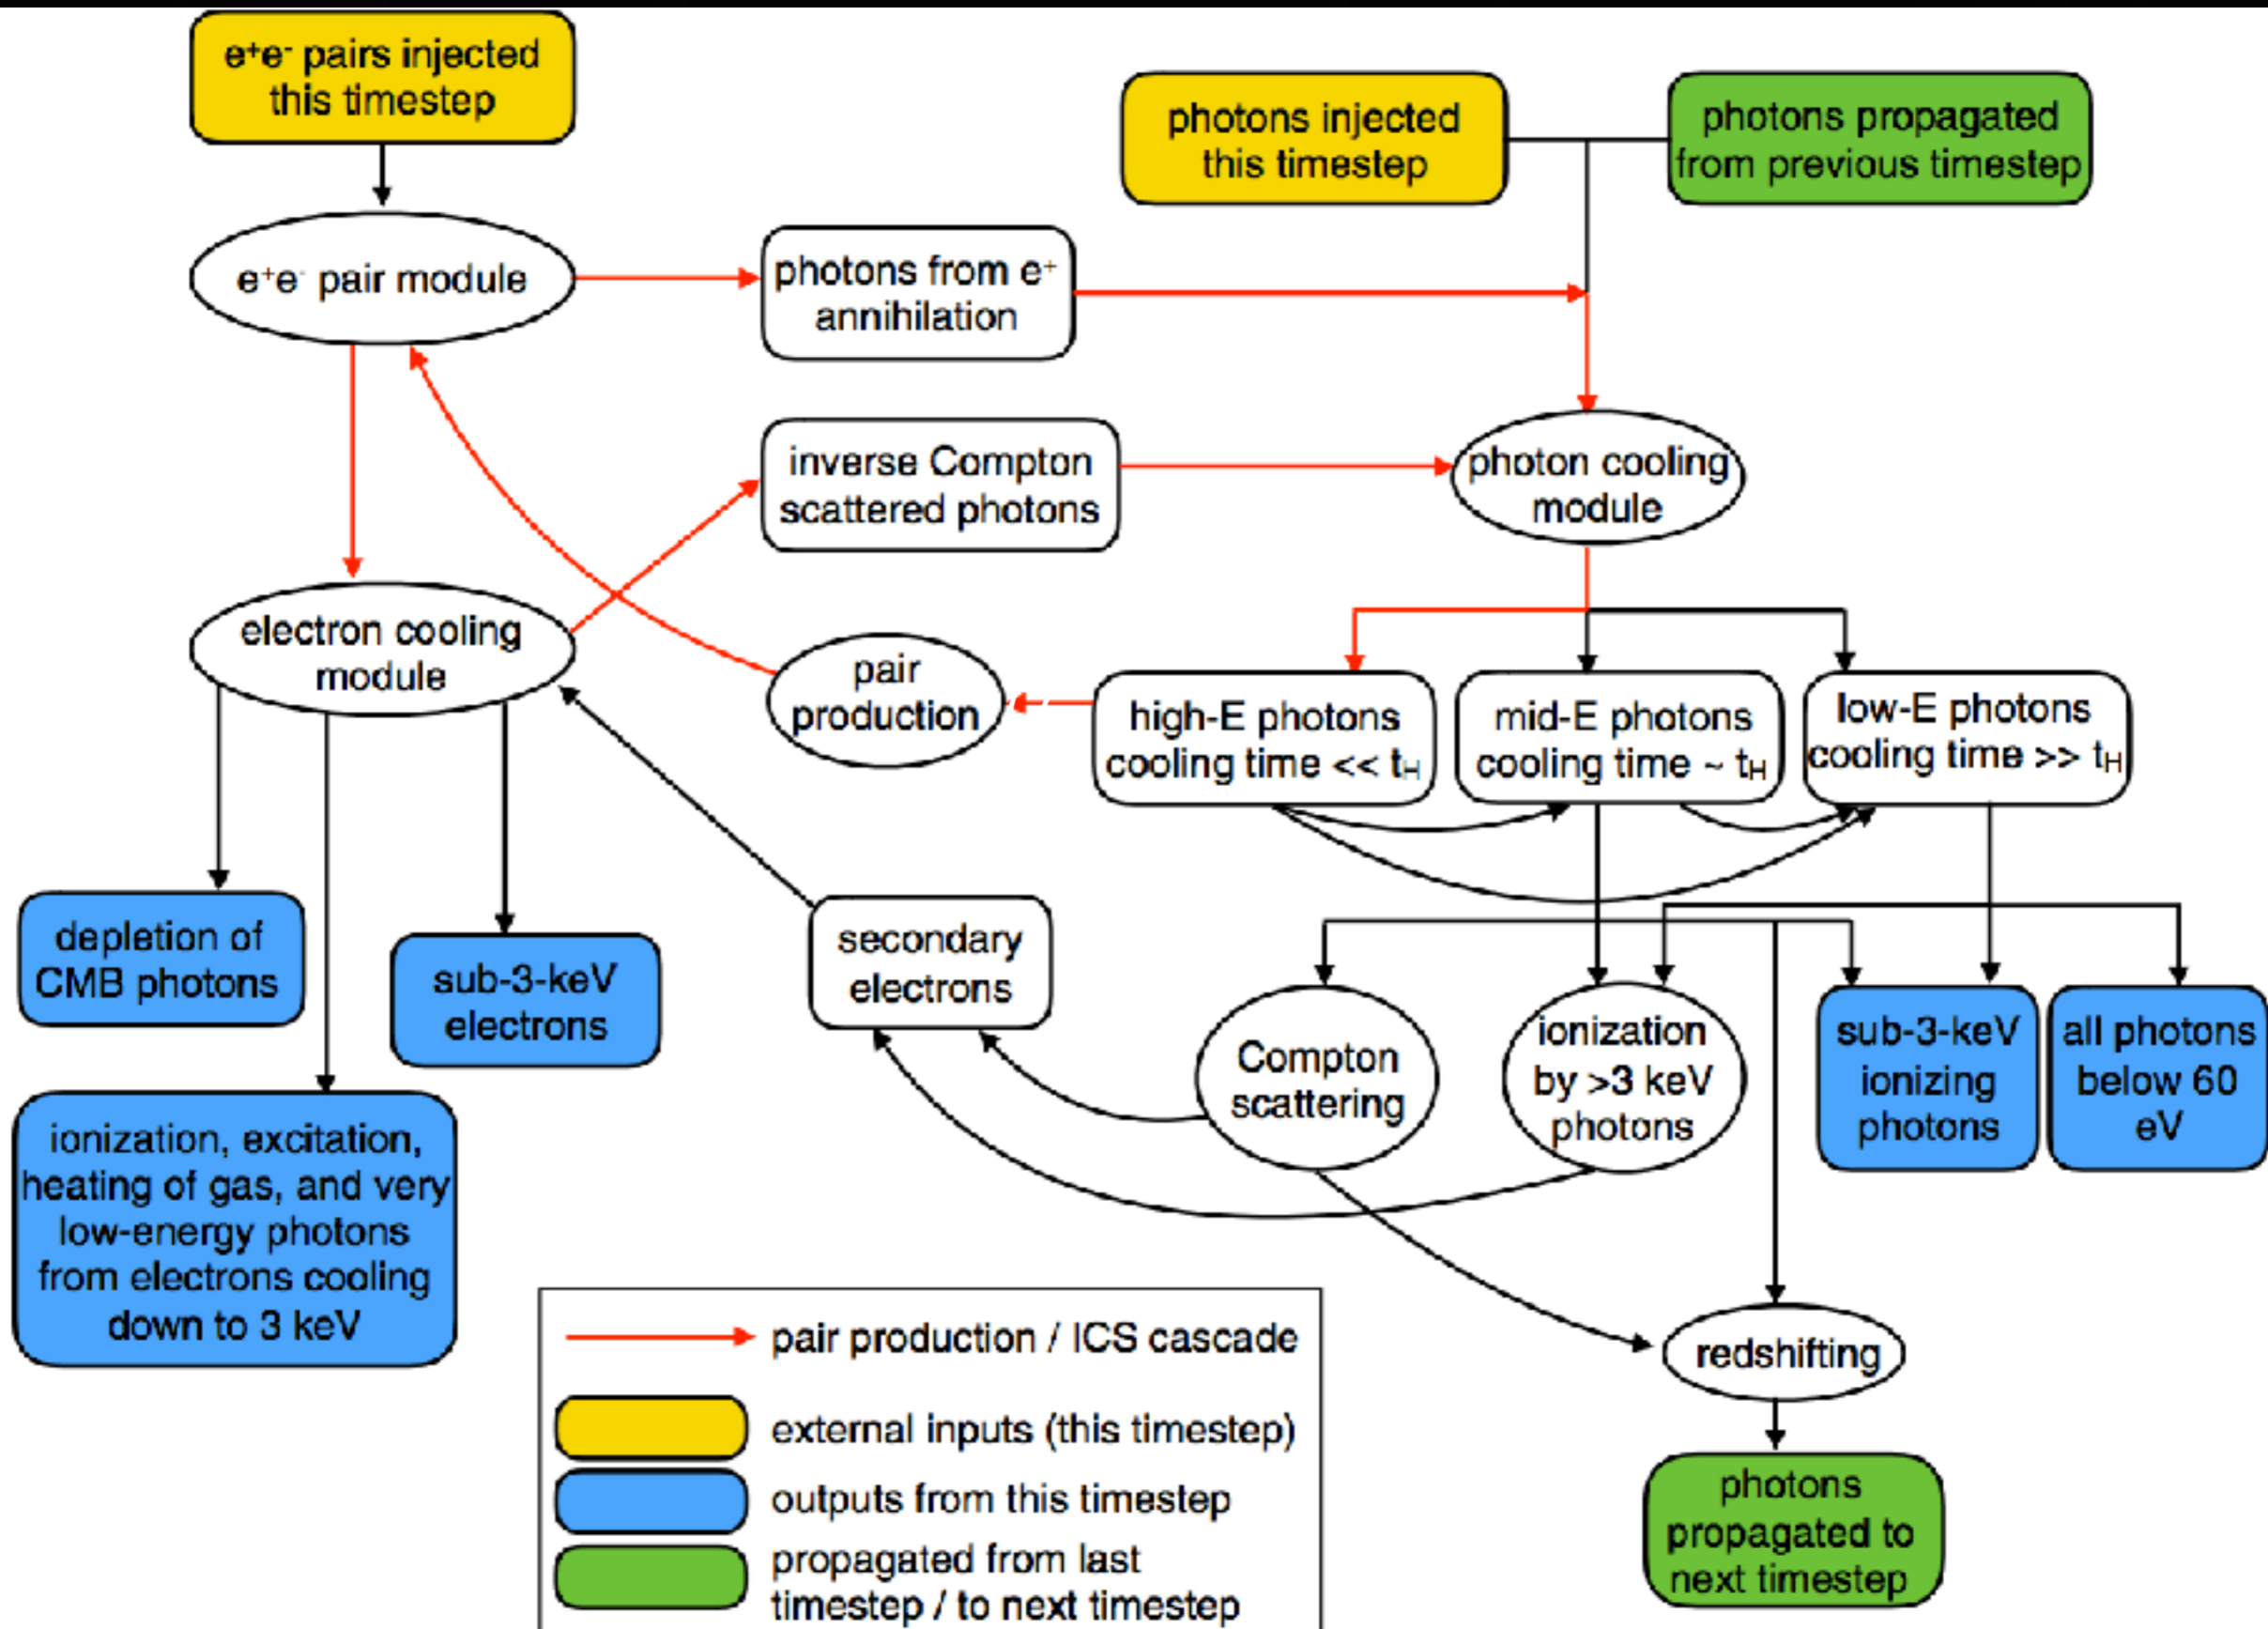 e⁺e⁻ pairs injected
this timestep
photons injected
this timestep
photons propagated
from previous timestep
e⁺e⁻ pair module
photons from e⁺
annihilation
inverse Compton
scattered photons
photon cooling
module
electron cooling
module
pair
production
high-E photons
cooling time << tH
mid-E photons
cooling time ~ tH
low-E photons
cooling time >> tH
depletion of
CMB photons
sub-3-keV
electrons
secondary
electrons
Compton
scattering
ionization
by >3 keV
photons
sub-3-keV
ionizing
photons
all photons
below 60
eV
ionization, excitation,
heating of gas, and very
low-energy photons
from electrons cooling
down to 3 keV
redshifting
photons
propagated to
next timestep
pair production / ICS cascade
external inputs (this timestep)
outputs from this timestep
propagated from last
timestep / to next timestep